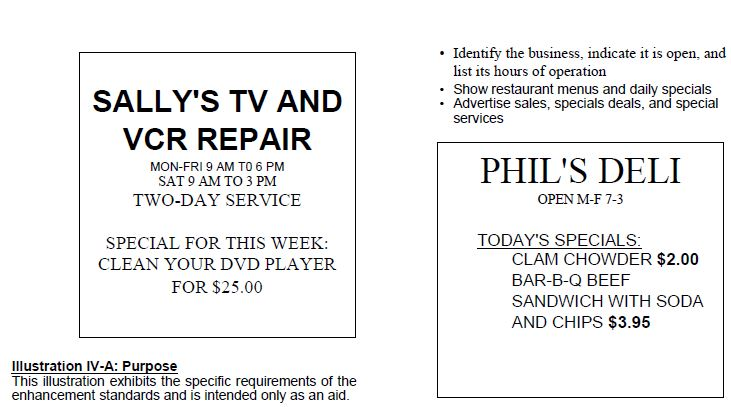 SALLY'S TV AND
VCR REPAIR
MON-FRI 9 AM T0 6 PM
SAT 9 AM TO 3 PM
TWO-DAY SERVICE
SPECIAL FOR THIS WEEK:
CLEAN YOUR DVD PLAYER
FOR $25.00
Illustration IV-A: Purpose
This illustration exhibits the specific requirements of the
enhancement standards and is intended only as an aid.
• Identify the business, indicate it is open, and
list its hours of operation
• Show restaurant menus and daily specials
• Advertise sales, specials deals, and special
services
PHIL'S DELI
OPEN M-F 7-3
TODAY'S SPECIALS:
CLAM CHOWDER $2.00
BAR-B-Q BEEF
SANDWICH WITH SODA
AND CHIPS $3.95